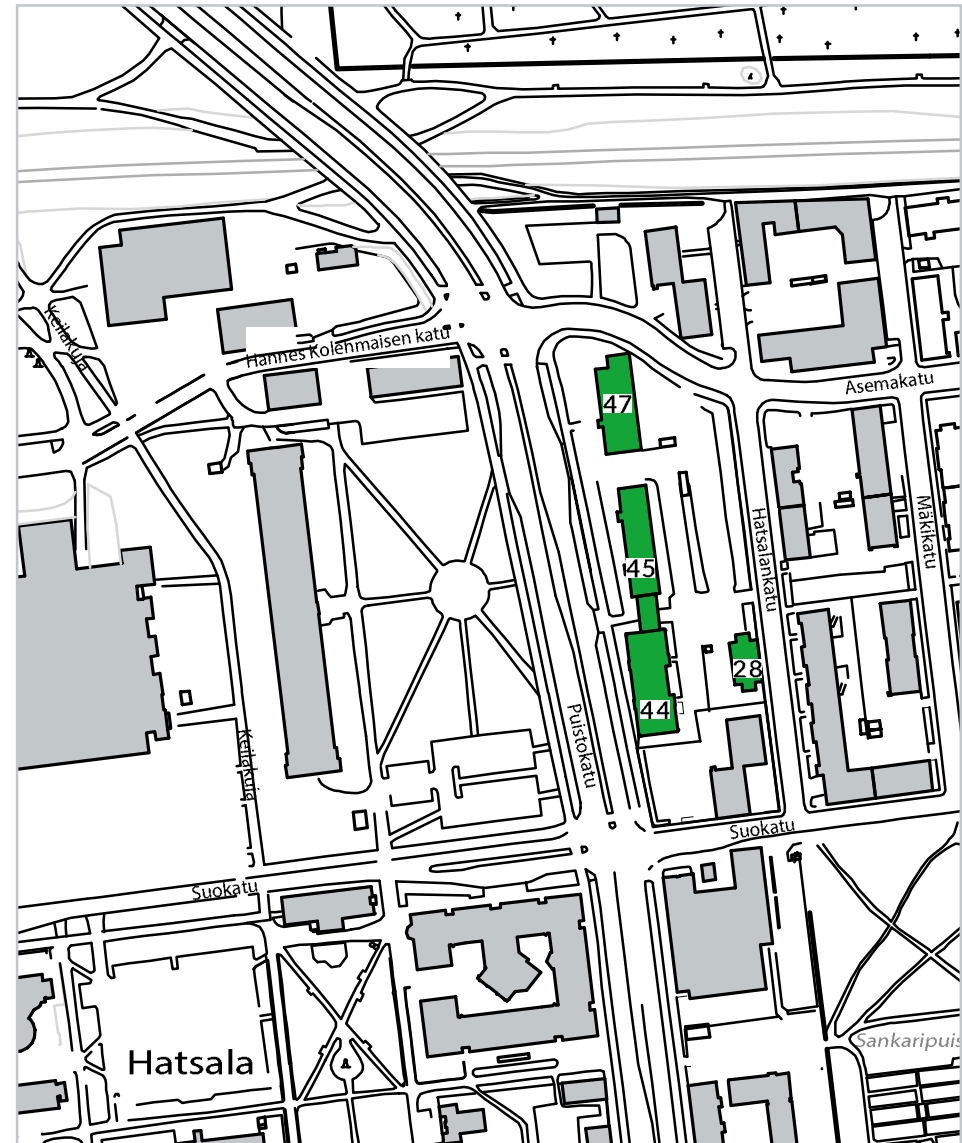 Keilakuja
Hannes Kolehmaisen katu
Asemakatu
47
Mäkikatu
Hatsalankatu
45
28
44
Puistokatu
Keilakuja
Suokatu
Suokatu
Sankaripuis
Hatsala